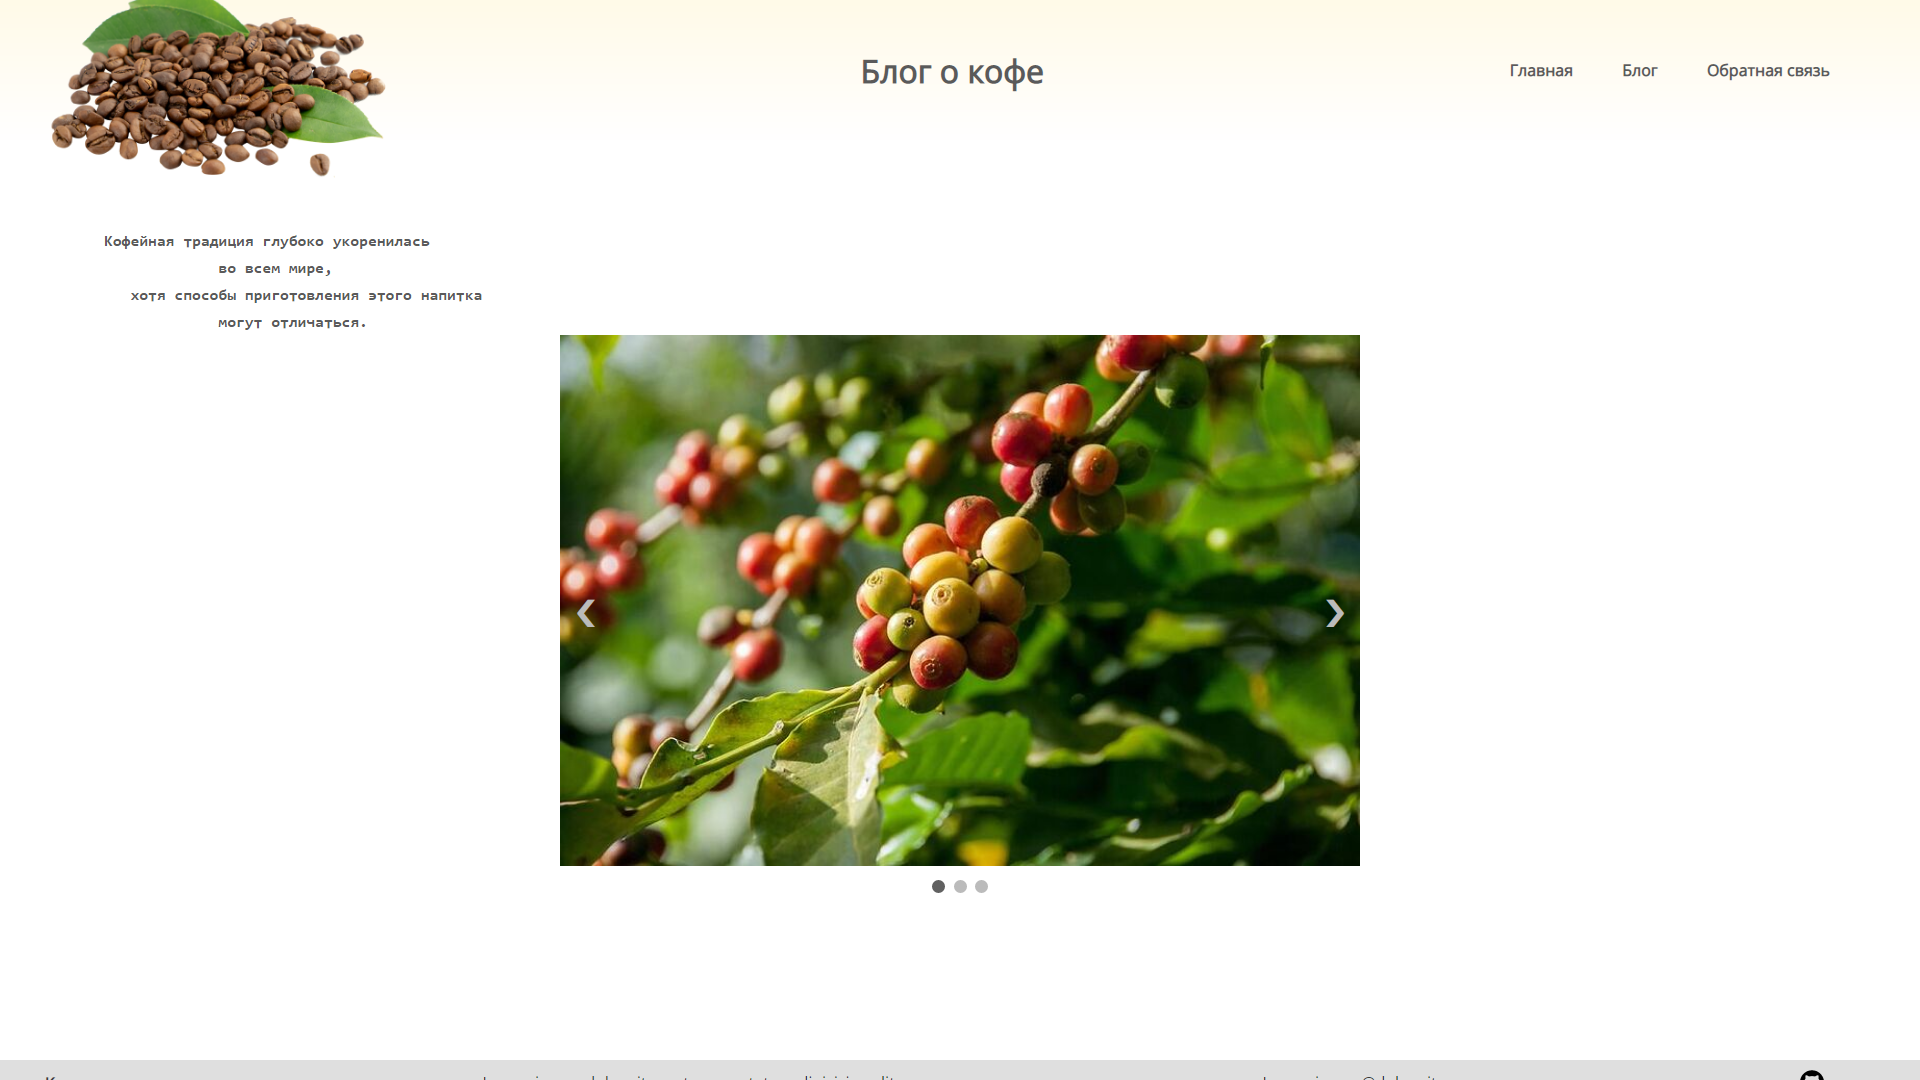 Блог о кофе
Главная
Блог
Обратная связь
Кофейная традиция глубоко укоренилась
во всем мире,
хотя способы приготовления этого напитка
могут отличаться.